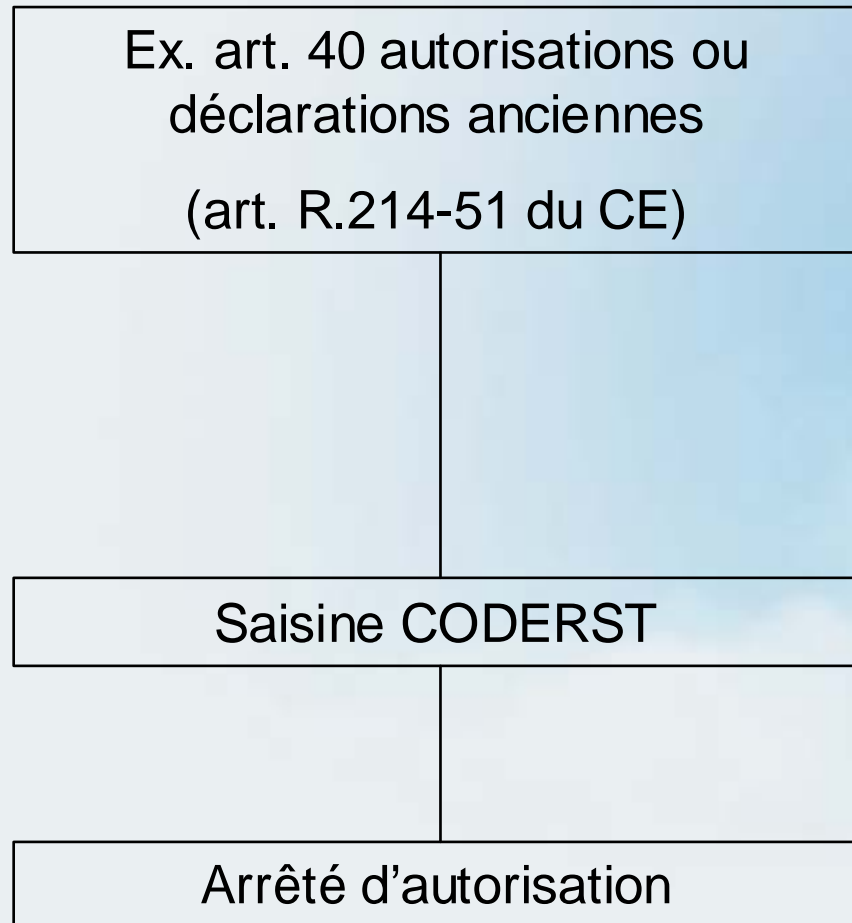 Ex. art. 40 autorisations ou
déclarations anciennes
(art. R.214-51 du CE)
Saisine CODERST
Arrêté d’autorisation